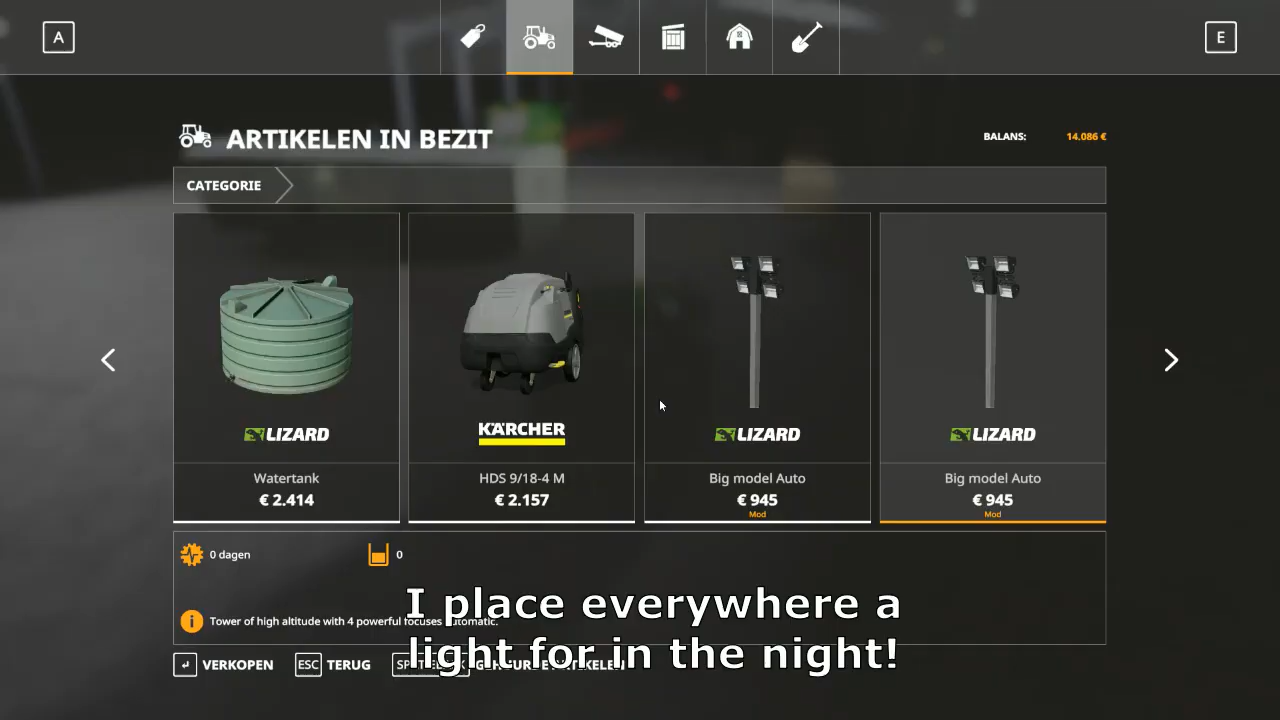 A
E
ARTIKELEN IN BEZIT
BALANS: 14.086 €
CATEGORIE
LIZARD
KÄRCHER
LIZARD
LIZARD
Watertank
HDS 9/18-4 M
Big model Auto
Big model Auto
€ 2.414
€ 2.157
€ 945
€ 945
Mod
Mod
0 dagen
0
i Tower of high altitude with 4 powerful focuses automatic.
I place everywhere a
light for in the night!
VERKOPEN ESC TERUG